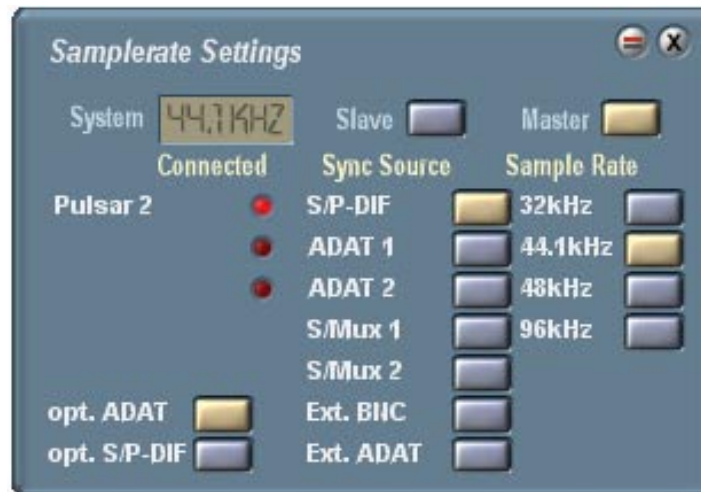 Samplerate Settings X
System 44.1KHZ Slave Master
Connected Sync Source Sample Rate
Pulsar 2 S/P-DIF 32kHz
ADAT 1 44.1kHz
ADAT 2 48kHz
S/Mux 1 96kHz
S/Mux 2
opt. ADAT Ext. BNC
opt. S/P-DIF Ext. ADAT